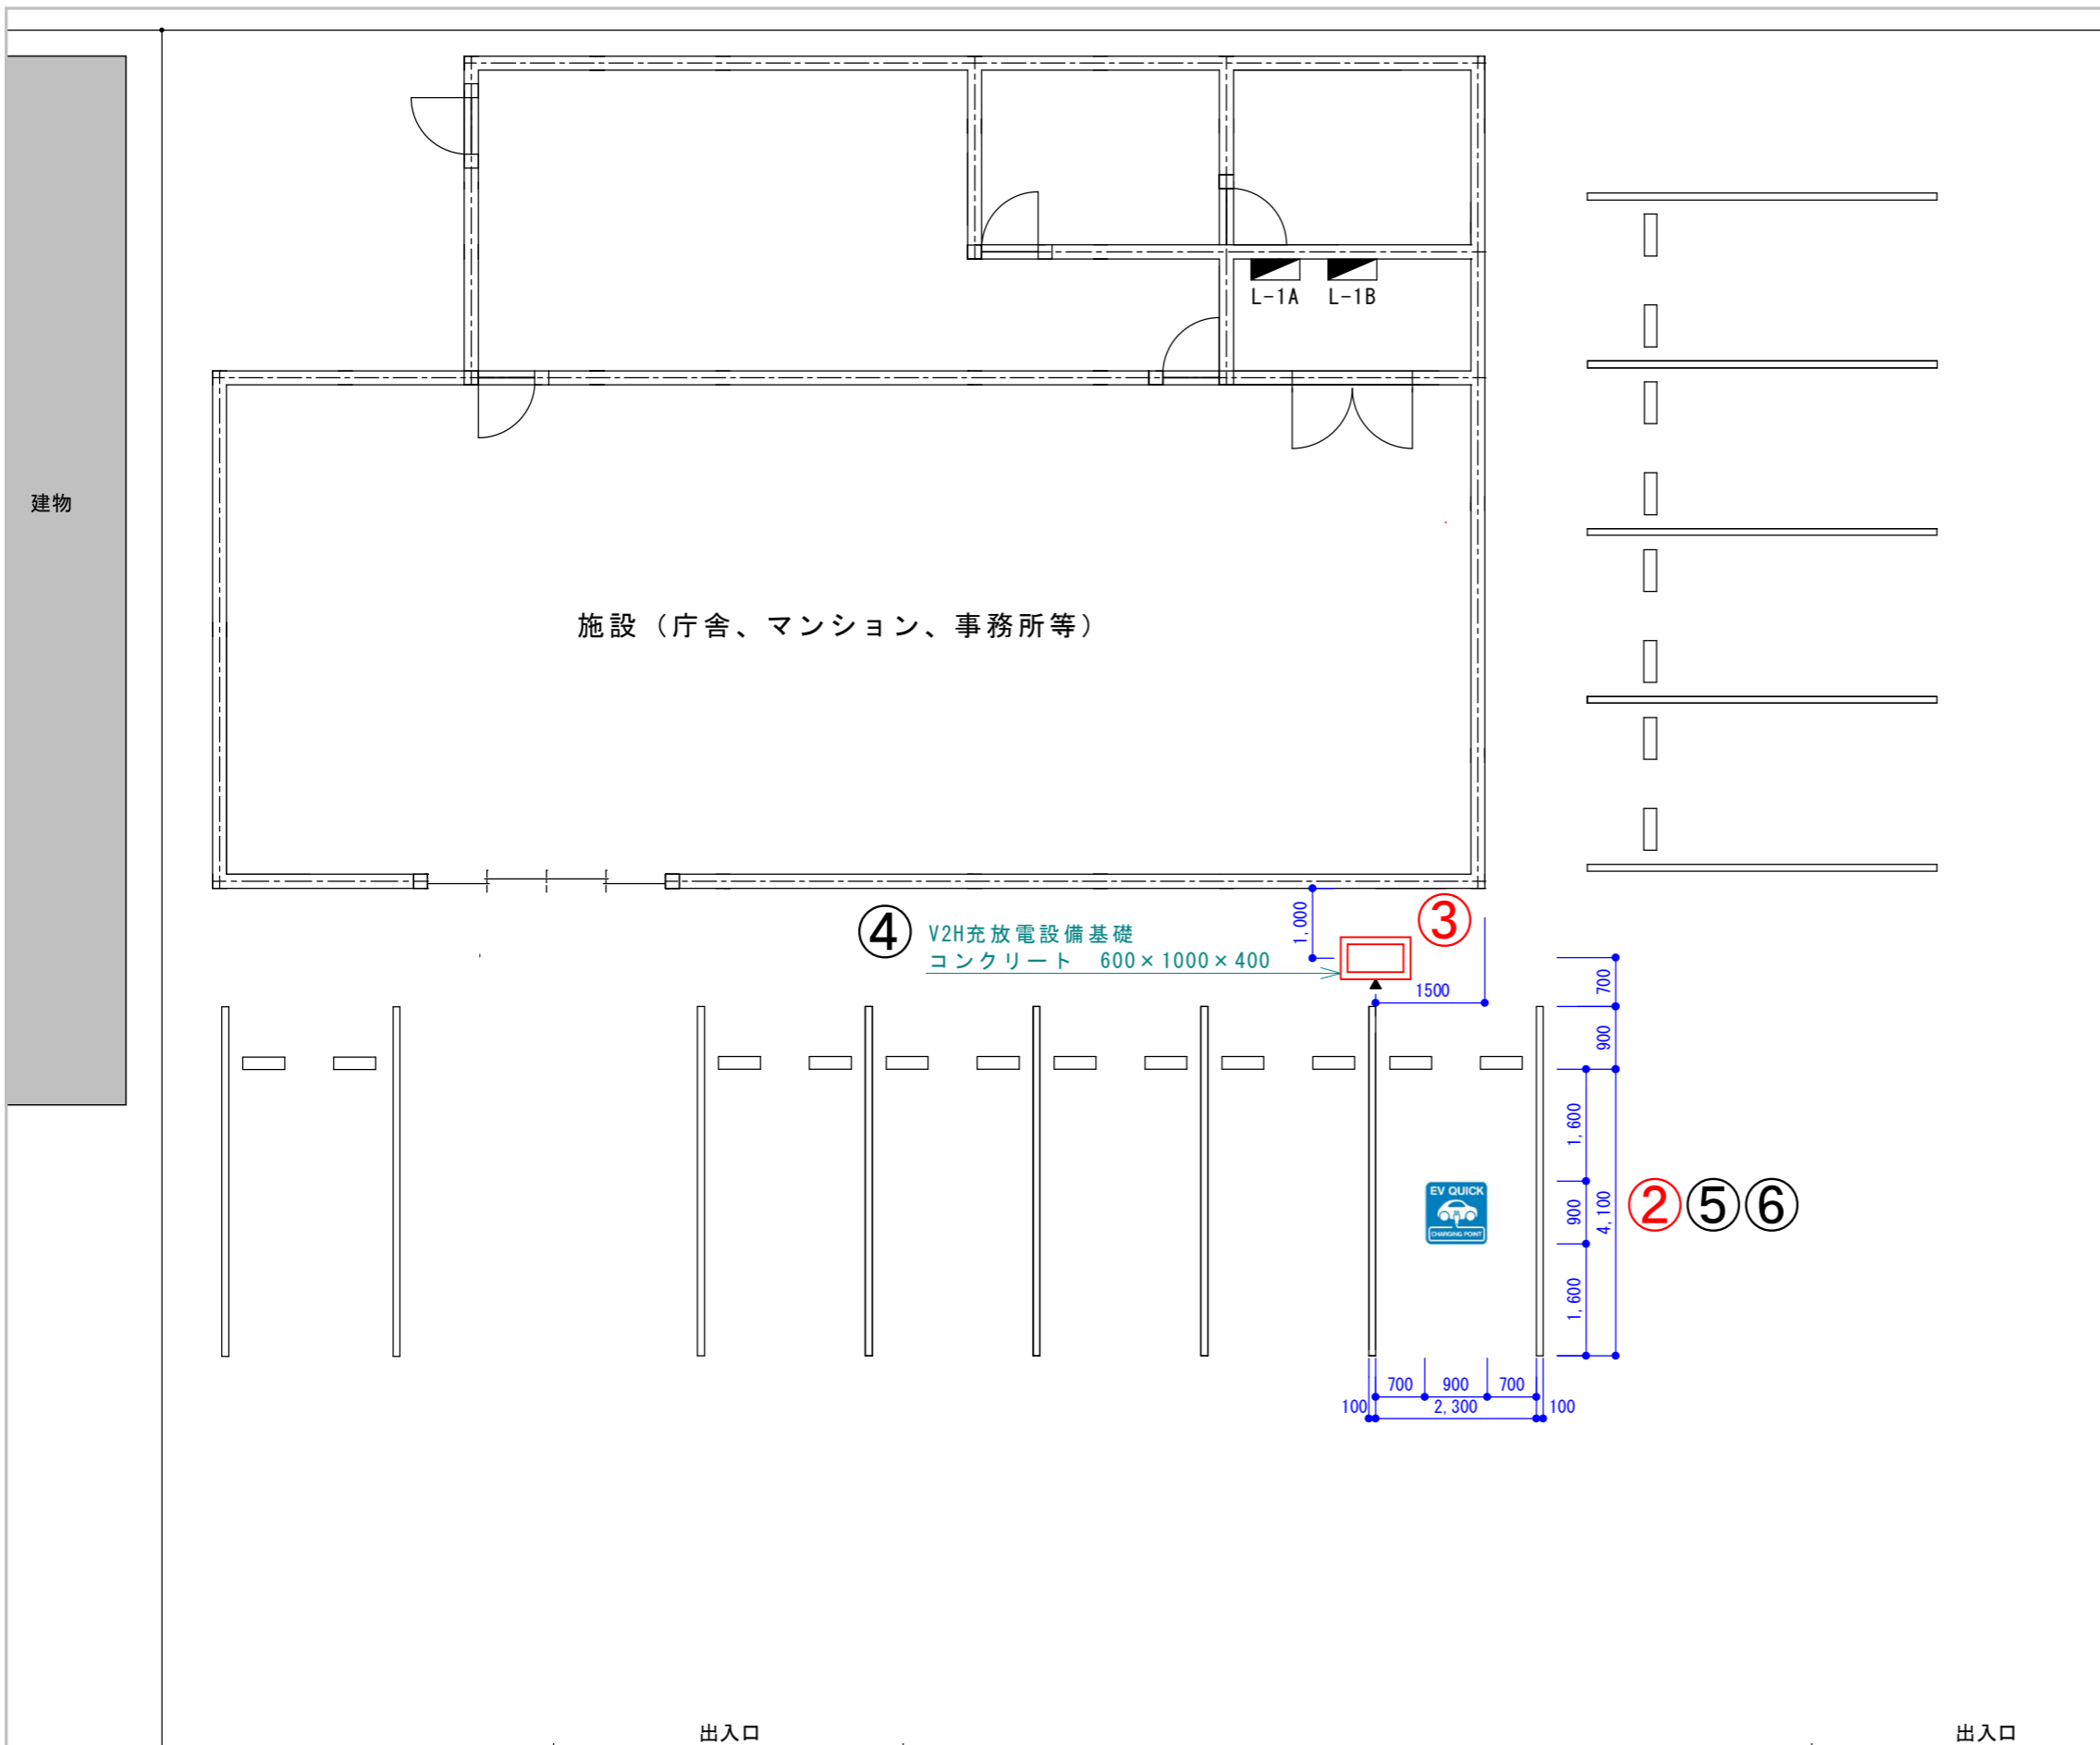 L-1A L-1B
建物
施設（庁舎、マンション、事務所等）
④ V2H充放電設備基礎
コンクリート 600×1000×400
1,000
③
1500
700
900
1,600
900
1,600
4,100
②⑤⑥
EV QUICK
CHARGING POINT
700 900 700
100 2,300 100
出入口 出入口